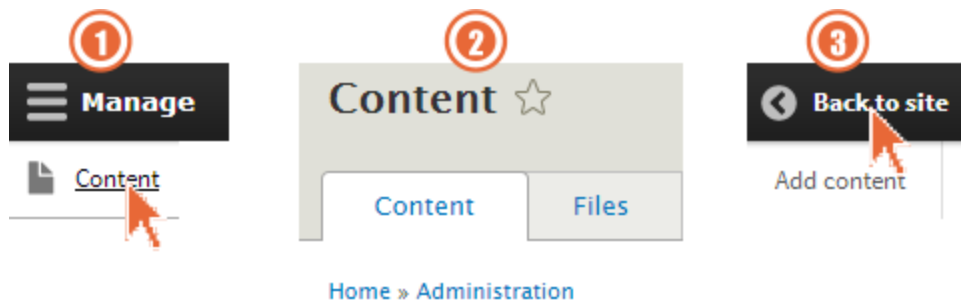 1
Manage
Content
2
Content
Content Files
Home » Administration
3
Back to site
Add content